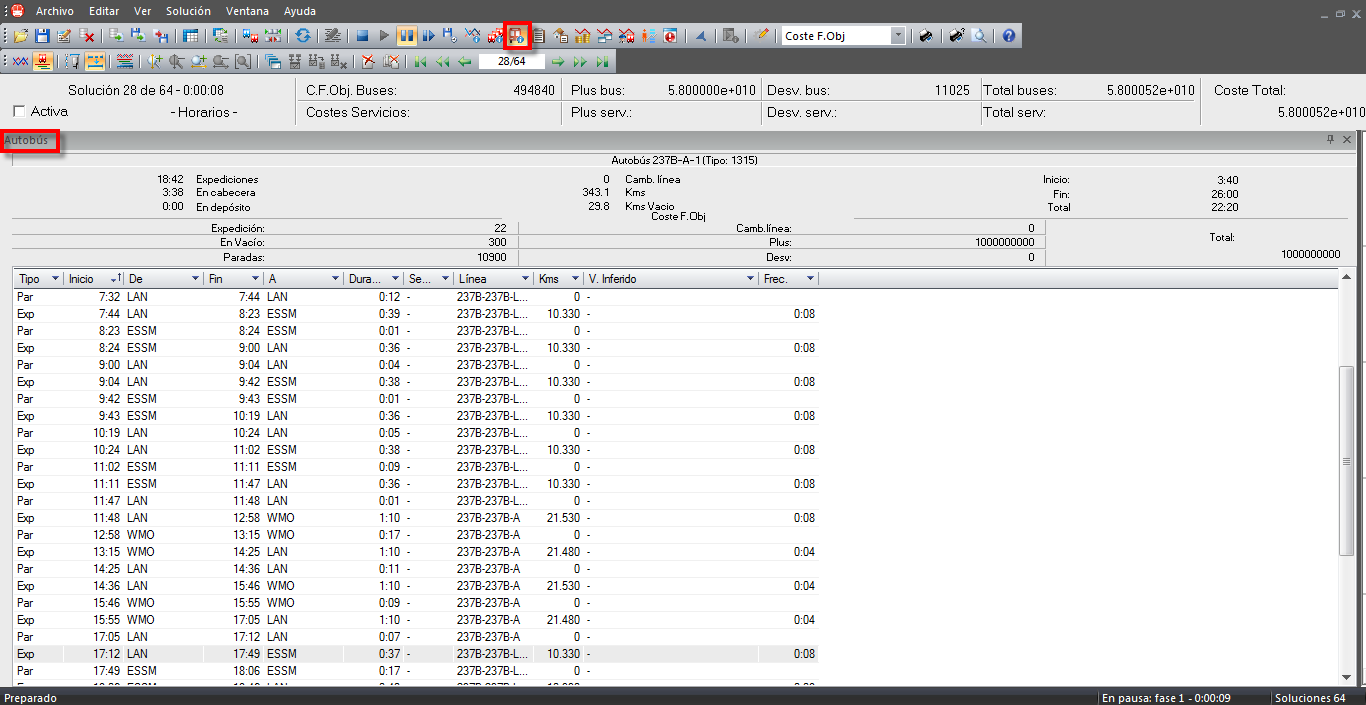 Archivo Editar Ver Solución Ventana Ayuda
Coste F.Obj
28/64
Solución 28 de 64 - 0:00:08 C.F.Obj. Buses: 494840 Plus bus: 5.800000e+010 Desv. bus: 11025 Total buses: 5.800052e+010 Coste Total:
Activa - Horarios - Costes Servicios: Plus serv.: Desv. serv.: Total serv: 5.800052e+010
Autobús
Autobús 237B-A-1 (Tipo: 1315)
18:42 Expediciones 0 Camb. línea Inicio: 3:40
3:38 En cabecera 343.1 Kms Fin: 26:00
0:00 En depósito 29.8 Kms Vacio Total 22:20
Coste F.Obj
Expedición: 22 Camb.línea: 0
En Vacío: 300 Plus: 1000000000 Total:
Paradas: 10900 Desv: 0 1000000000
Tipo Inicio De Fin A Dura... Se... Línea Kms V. Inferido Frec.
Par 7:32 LAN 7:44 LAN 0:12 - 237B-237B-L... 0 -
Exp 7:44 LAN 8:23 ESSM 0:39 - 237B-237B-L... 10.330 - 0:08
Par 8:23 ESSM 8:24 ESSM 0:01 - 237B-237B-L... 0 -
Exp 8:24 ESSM 9:00 LAN 0:36 - 237B-237B-L... 10.330 - 0:08
Par 9:00 LAN 9:04 LAN 0:04 - 237B-237B-L... 0 -
Exp 9:04 LAN 9:42 ESSM 0:38 - 237B-237B-L... 10.330 - 0:08
Par 9:42 ESSM 9:43 ESSM 0:01 - 237B-237B-L... 0 -
Exp 9:43 ESSM 10:19 LAN 0:36 - 237B-237B-L... 10.330 - 0:08
Par 10:19 LAN 10:24 LAN 0:05 - 237B-237B-L... 0 -
Exp 10:24 LAN 11:02 ESSM 0:38 - 237B-237B-L... 10.330 - 0:08
Par 11:02 ESSM 11:11 ESSM 0:09 - 237B-237B-L... 0 -
Exp 11:11 ESSM 11:47 LAN 0:36 - 237B-237B-L... 10.330 - 0:08
Par 11:47 LAN 11:48 LAN 0:01 - 237B-237B-L... 0 -
Exp 11:48 LAN 12:58 WMO 1:10 - 237B-237B-A 21.530 - 0:08
Par 12:58 WMO 13:15 WMO 0:17 - 237B-237B-A 0 -
Exp 13:15 WMO 14:25 LAN 1:10 - 237B-237B-A 21.480 - 0:04
Par 14:25 LAN 14:36 LAN 0:11 - 237B-237B-A 0 -
Exp 14:36 LAN 15:46 WMO 1:10 - 237B-237B-A 21.530 - 0:04
Par 15:46 WMO 15:55 WMO 0:09 - 237B-237B-A 0 -
Exp 15:55 WMO 17:05 LAN 1:10 - 237B-237B-A 21.480 - 0:04
Par 17:05 LAN 17:12 LAN 0:07 - 237B-237B-A 0 -
Exp 17:12 LAN 17:49 ESSM 0:37 - 237B-237B-L... 10.330 - 0:08
Par 17:49 ESSM 18:06 ESSM 0:17 - 237B-237B-L... 0 -
Preparado En pausa: fase 1 - 0:00:09 Soluciones 64